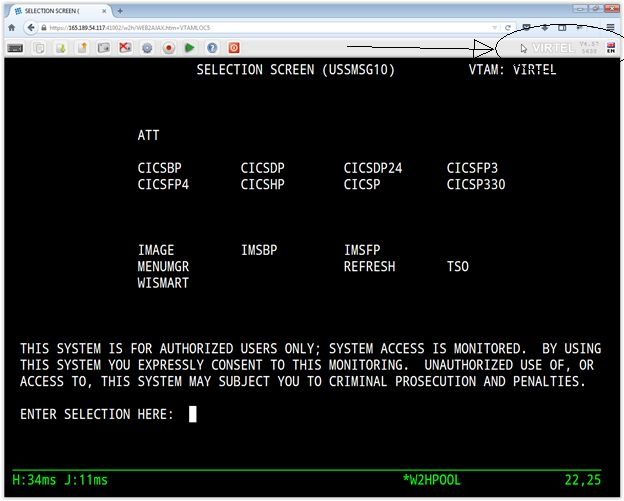 SELECTION SCREEN (
https://165.189.54.117:41002/w2h/WEB2AJAX.htm+VTAMLOC5
VIRTEL V4.57
5438
EN
SELECTION SCREEN (USSMSG10) VTAM: VIRTEL
ATT
CICSBP CICSDP CICSDP24 CICSFP3
CICSFP4 CICSHP CICSP CICSP330
IMAGE IMSBP IMSFP
MENUMGR REFRESH TSO
WISMART
THIS SYSTEM IS FOR AUTHORIZED USERS ONLY; SYSTEM ACCESS IS MONITORED. BY USING
THIS SYSTEM YOU EXPRESSLY CONSENT TO THIS MONITORING. UNAUTHORIZED USE OF, OR
ACCESS TO, THIS SYSTEM MAY SUBJECT YOU TO CRIMINAL PROSECUTION AND PENALTIES.
ENTER SELECTION HERE:
H:34ms J:11ms *W2HPOOL 22,25